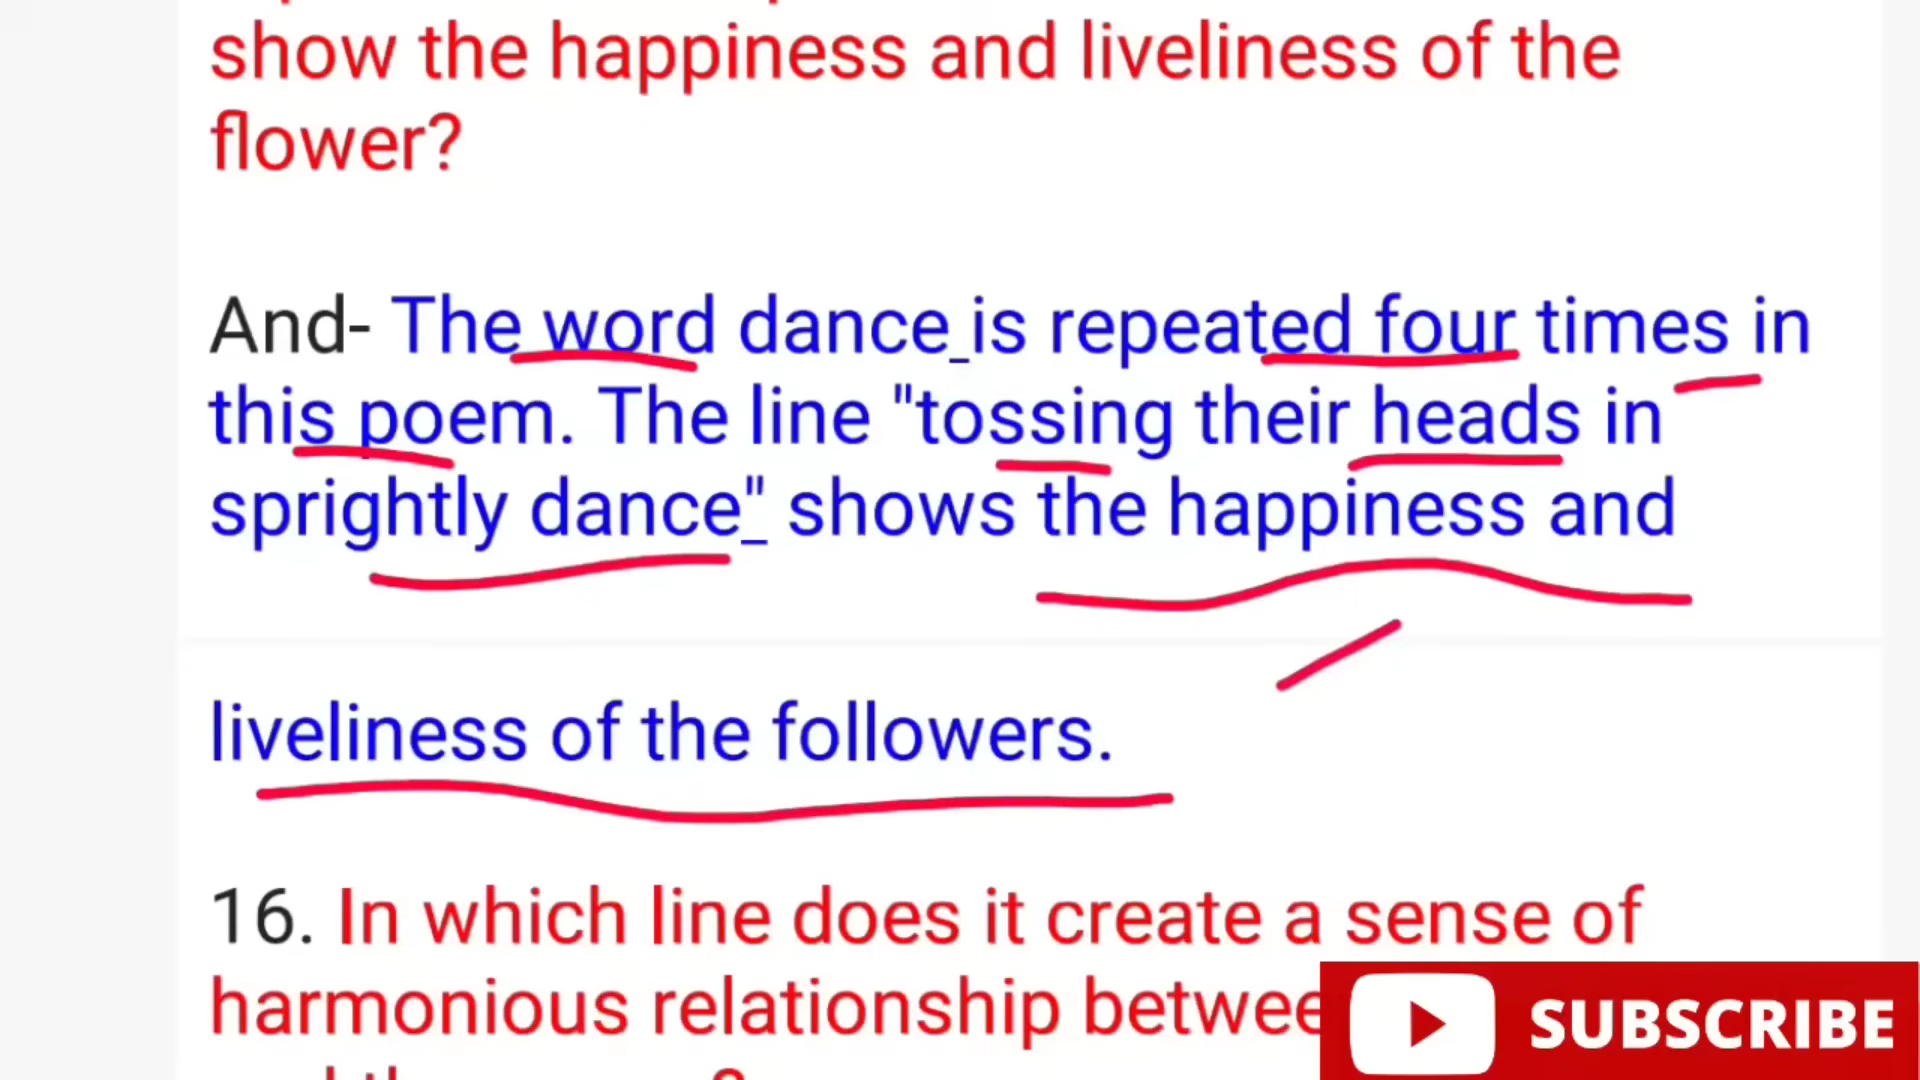 show the happiness and liveliness of the
flower?
And- The word dance_is repeated four times in
this poem. The line "tossing their heads in
sprightly dance"_ shows the happiness and
liveliness of the followers.
16. In which line does it create a sense of
harmonious relationship betwee
SUBSCRIBE